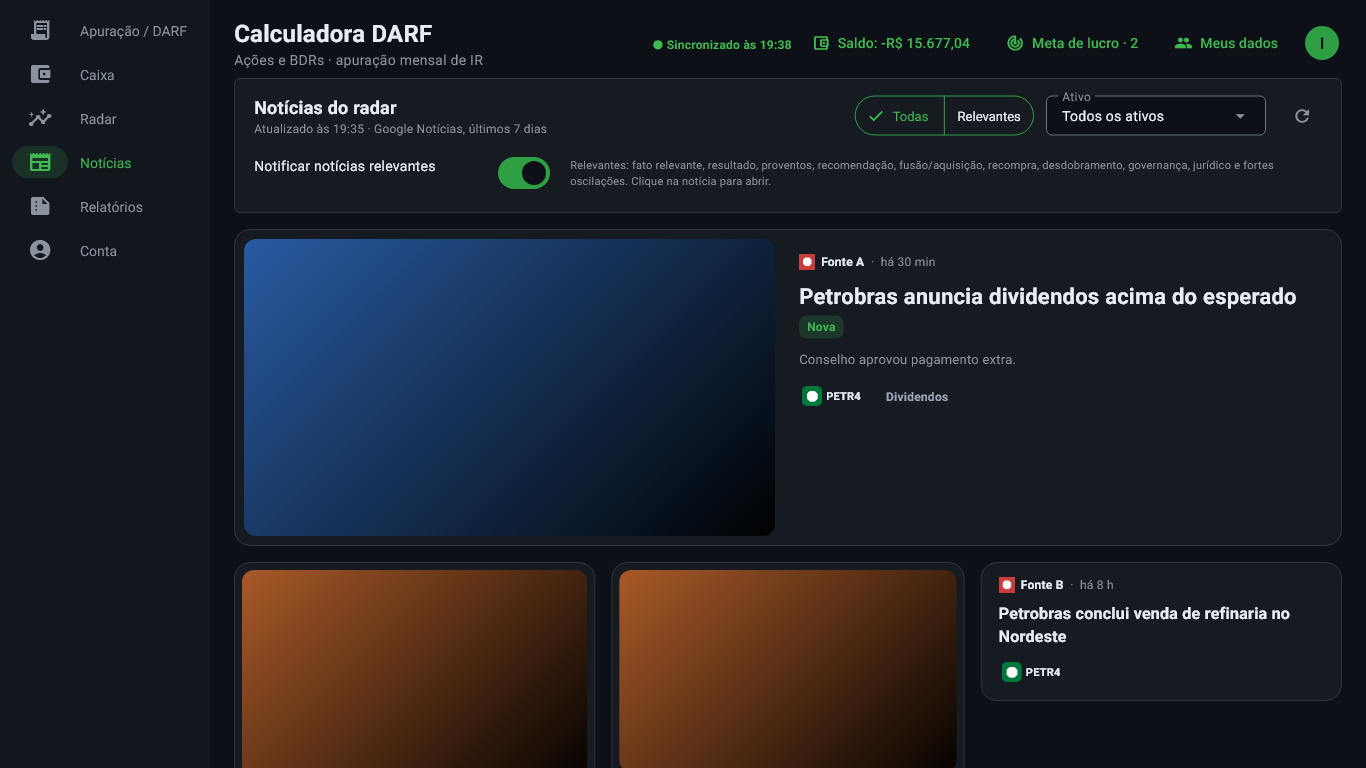 Apuração / DARF
Caixa
Radar
Notícias
Relatórios
Conta
Calculadora DARF
Ações e BDRs · apuração mensal de IR
Sincronizado às 19:38
Saldo: -R$ 15.677,04
Meta de lucro · 2
Meus dados
I
Notícias do radar
Atualizado às 19:35 · Google Notícias, últimos 7 dias
Todas
Relevantes
Ativo
Todos os ativos
Notificar notícias relevantes
Relevantes: fato relevante, resultado, proventos, recomendação, fusão/aquisição, recompra, desdobramento, governança, jurídico e fortes
oscilações. Clique na notícia para abrir.
Fonte A · há 30 min
Petrobras anuncia dividendos acima do esperado
Nova
Conselho aprovou pagamento extra.
PETR4
Dividendos
Fonte B · há 8 h
Petrobras conclui venda de refinaria no
Nordeste
PETR4